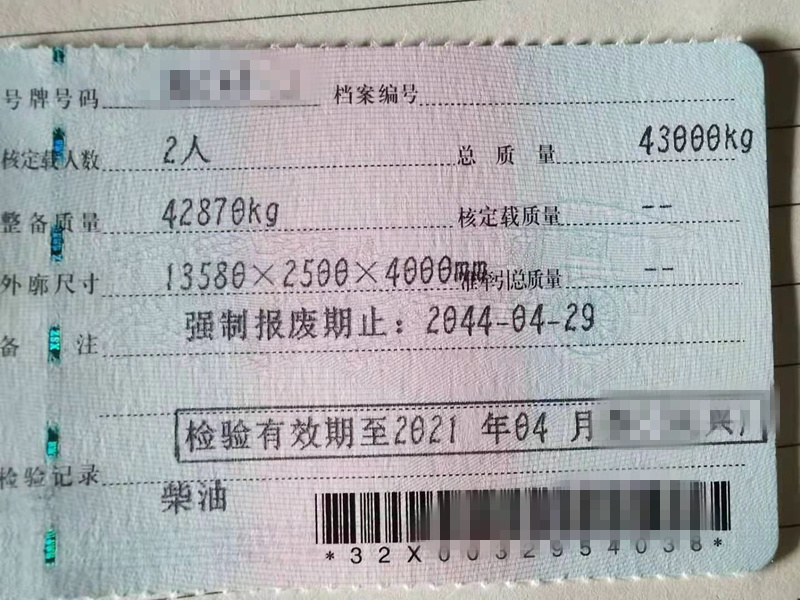 号牌号码 档案编号
核定载人数 2人 总质量 43000kg
整备质量 42870kg 核定载质量 --
外廓尺寸 13580×2500×4000mm 准牵引总质量 --
备注 强制报废期止：2044-04-29
检验有效期至2021 年04 月
检验记录
柴油
*32X0032954038*